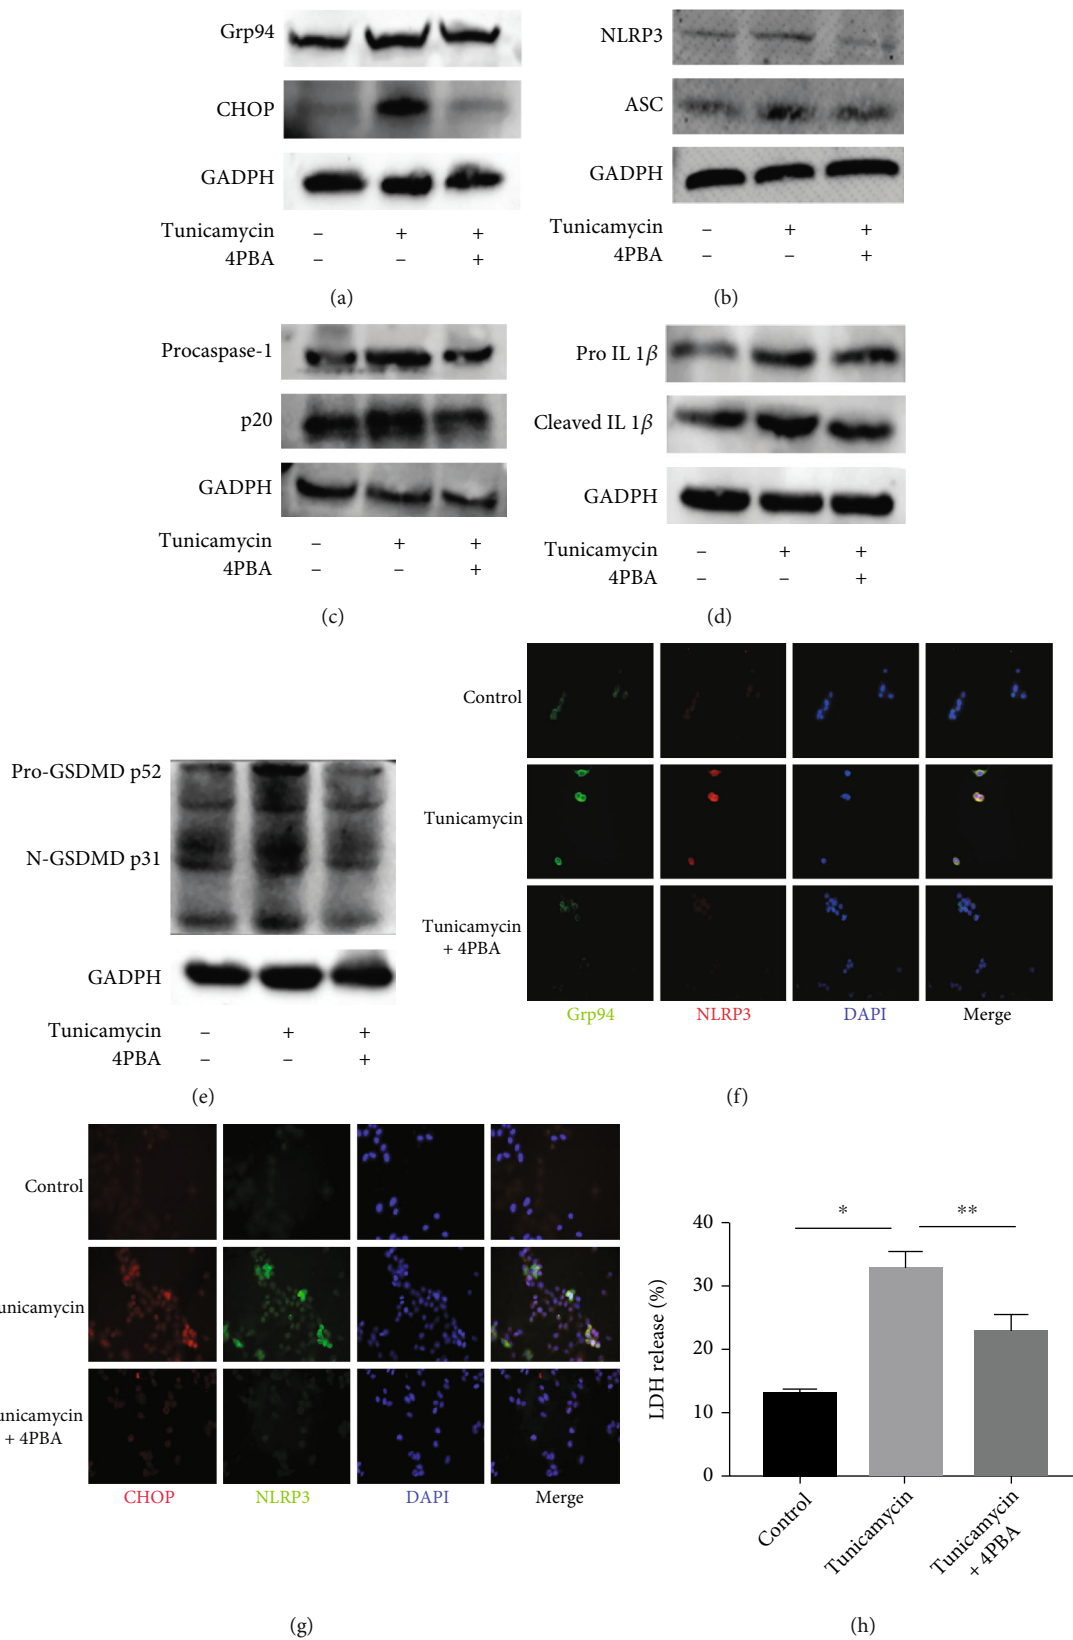 Grp94
CHOP
GADPH
Tunicamycin – + +
4PBA – – +
(a)
NLRP3
ASC
GADPH
Tunicamycin – + +
4PBA – – +
(b)
Procaspase-1
p20
GADPH
Tunicamycin – + +
4PBA – – +
(c)
Pro IL 1β
Cleaved IL 1β
GADPH
Tunicamycin – + +
4PBA – – +
(d)
Pro-GSDMD p52
N-GSDMD p31
GADPH
Tunicamycin – + +
4PBA – – +
(e)
Control
Tunicamycin
Tunicamycin
+ 4PBA
Grp94 NLRP3 DAPI Merge
(f)
Control
unicamycin
unicamycin
+ 4PBA
CHOP NLRP3 DAPI Merge
(g)
* **
LDH release (%)
40
30
20
10
0
Control
Tunicamycin
Tunicamycin
+ 4PBA
(h)